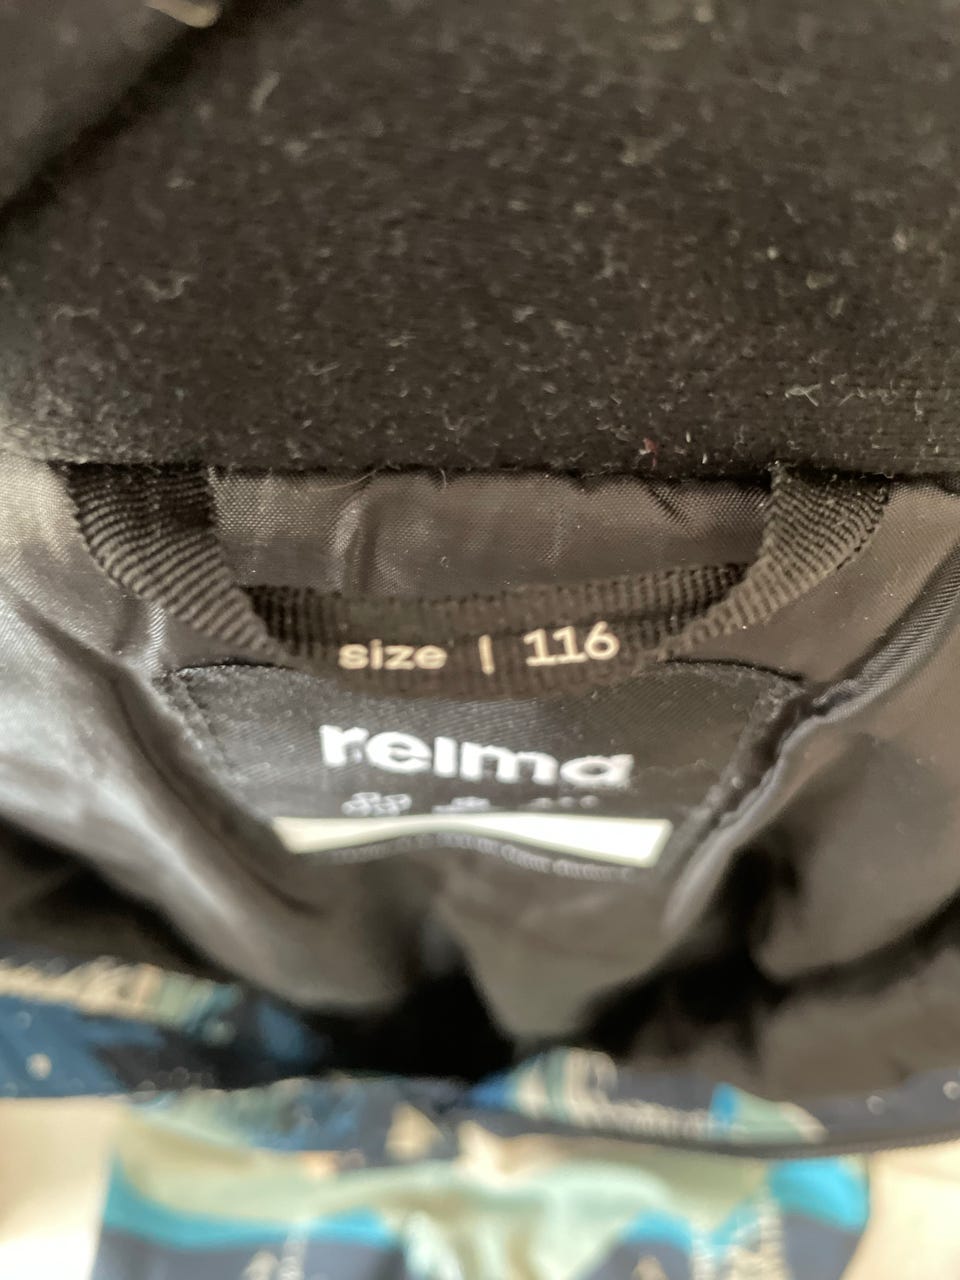 size | 116
reima